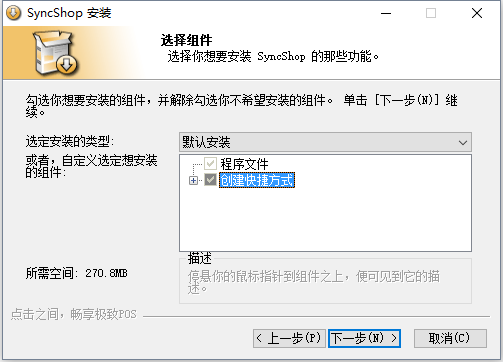 SyncShop 安装
选择组件
选择你想要安装 SyncShop 的那些功能。
勾选你想要安装的组件，并解除勾选你不希望安装的组件。 单击 [下一步(N)] 继
续。
选定安装的类型:
默认安装
或者，自定义选定想安装
的组件:
程序文件
创建快捷方式
所需空间: 270.8MB
描述
停悬你的鼠标指针到组件之上，便可见到它的描
述。
点击之间，畅享极致POS
< 上一步(P)
下一步(N) >
取消(C)